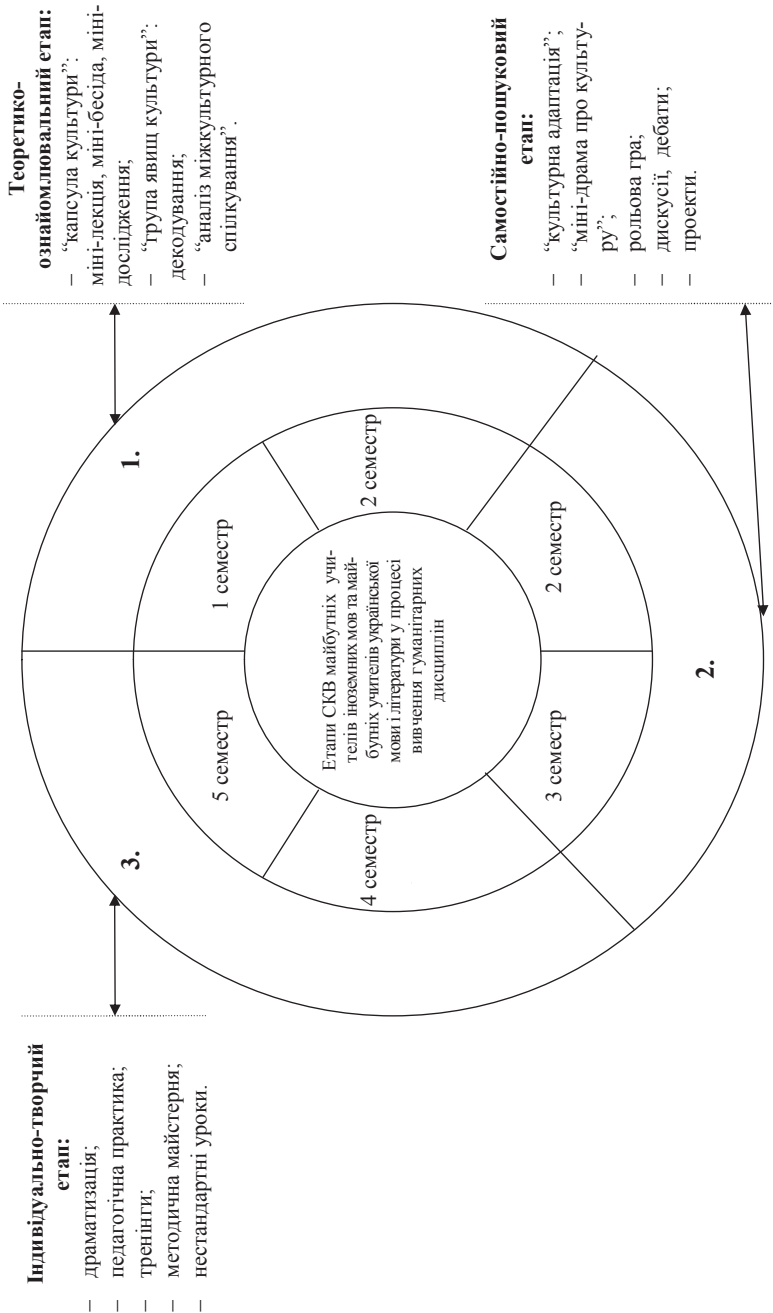 Теоретико-
ознайомлювальний етап:
– “капсула культури”:
міні-лекція, міні-бесіда, міні-
дослідження;
– “група явищ культури”:
декодування;
– “аналіз міжкультурного
спілкування”.
Самостійно-пошуковий
етап:
– “культурна адаптація”;
“міні-драма про культу-
ру”;
– рольова гра;
– дискусії, дебати;
– проекти.
Індивідуально-творчий
етап:
– драматизація;
– педагогічна практика;
– тренінги;
– методична майстерня;
– нестандартні уроки.
1.
2.
3.
1 семестр
2 семестр
2 семестр
3 семестр
4 семестр
5 семестр
Етапи СКВ майбутніх учи-
телів іноземних мов та май-
бутніх учителів української
мови і літератури у процесі
вивчення гуманітарних
дисциплін